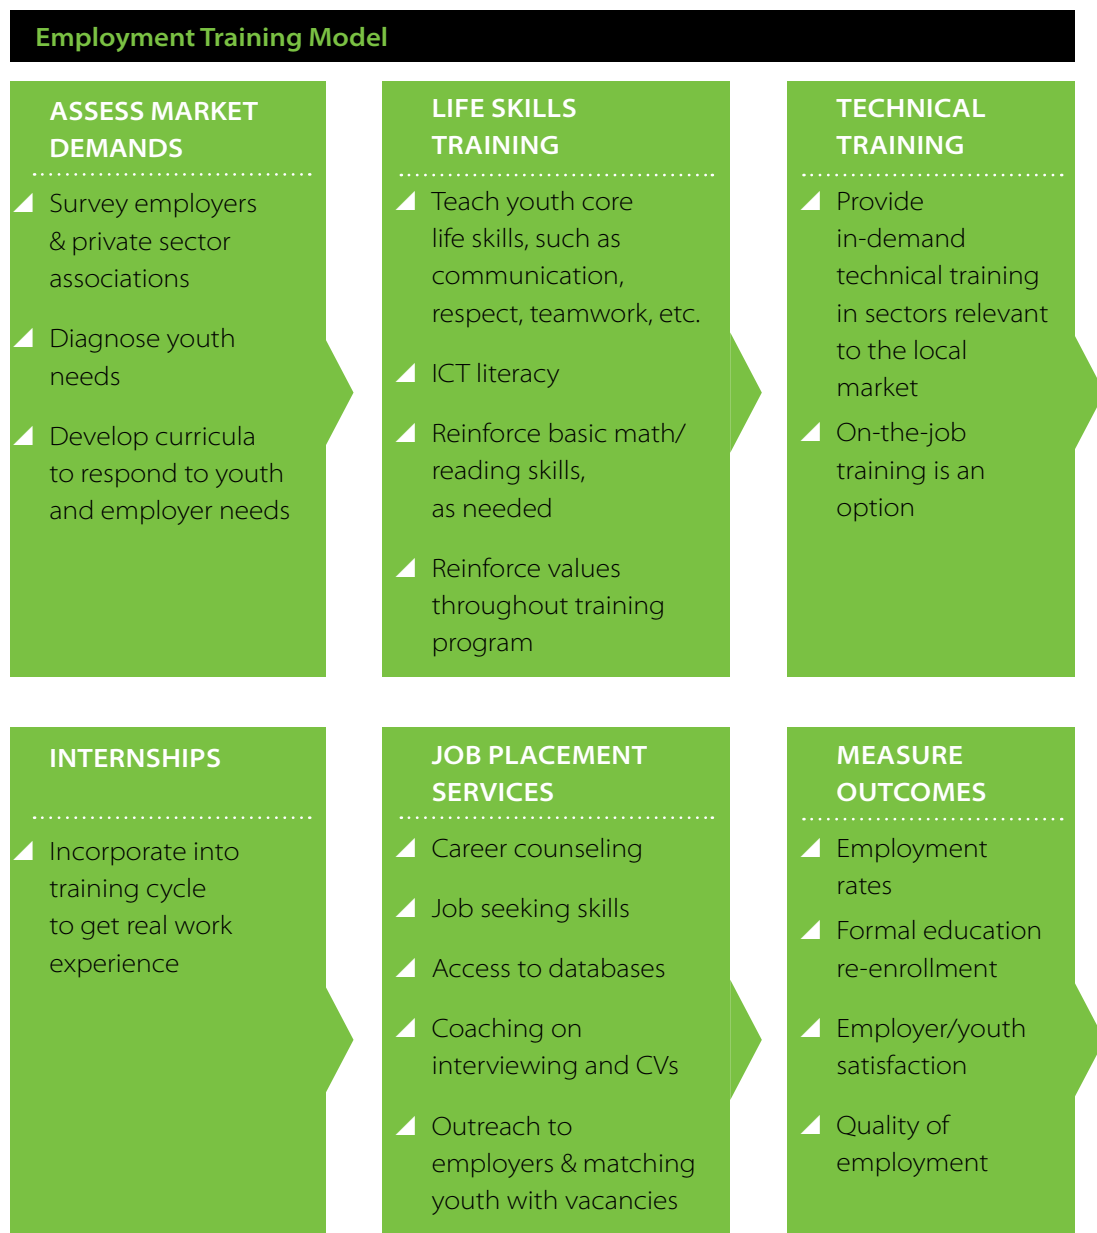 Employment Training Model
ASSESS MARKET
DEMANDS
Survey employers
& private sector
associations
Diagnose youth
needs
Develop curricula
to respond to youth
and employer needs
LIFE SKILLS
TRAINING
Teach youth core
life skills, such as
communication,
respect, teamwork, etc.
ICT literacy
Reinforce basic math/
reading skills,
as needed
Reinforce values
throughout training
program
TECHNICAL
TRAINING
Provide
in-demand
technical training
in sectors relevant
to the local
market
On-the-job
training is an
option
INTERNSHIPS
Incorporate into
training cycle
to get real work
experience
JOB PLACEMENT
SERVICES
Career counseling
Job seeking skills
Access to databases
Coaching on
interviewing and CVs
Outreach to
employers & matching
youth with vacancies
MEASURE
OUTCOMES
Employment
rates
Formal education
re-enrollment
Employer/youth
satisfaction
Quality of
employment